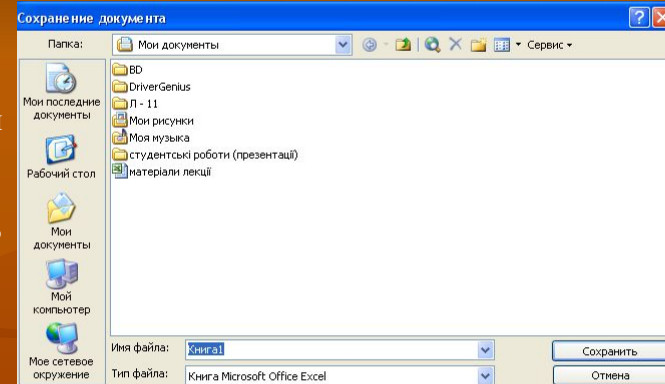 Сохранение документа
Папка:
Мои документы
Сервис
Мои последние
документы
Рабочий стол
Мои
документы
Мой
компьютер
Мое сетевое
окружение
BD
DriverGenius
Л - 11
Мои рисунки
Моя музыка
студентські роботи (презентації)
матеріали лекції
Имя файла:
Книга1
Сохранить
Тип файла:
Книга Microsoft Office Excel
Отмена